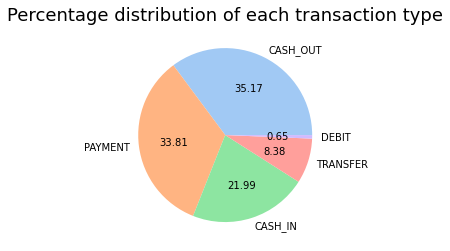 Percentage distribution of each transaction type
CASH_OUT
35.17
PAYMENT
33.81
0.65
DEBIT
8.38
TRANSFER
21.99
CASH_IN